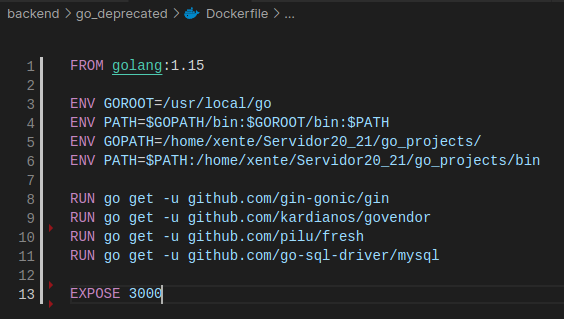 backend > go_deprecated > Dockerfile > ...
1 FROM golang:1.15
2
3 ENV GOROOT=/usr/local/go
4 ENV PATH=$GOPATH/bin:$GOROOT/bin:$PATH
5 ENV GOPATH=/home/xente/Servidor20_21/go_projects/
6 ENV PATH=$PATH:/home/xente/Servidor20_21/go_projects/bin
7
8 RUN go get -u github.com/gin-gonic/gin
9 RUN go get -u github.com/kardianos/govendor
10 RUN go get -u github.com/pilu/fresh
11 RUN go get -u github.com/go-sql-driver/mysql
12
13 EXPOSE 3000